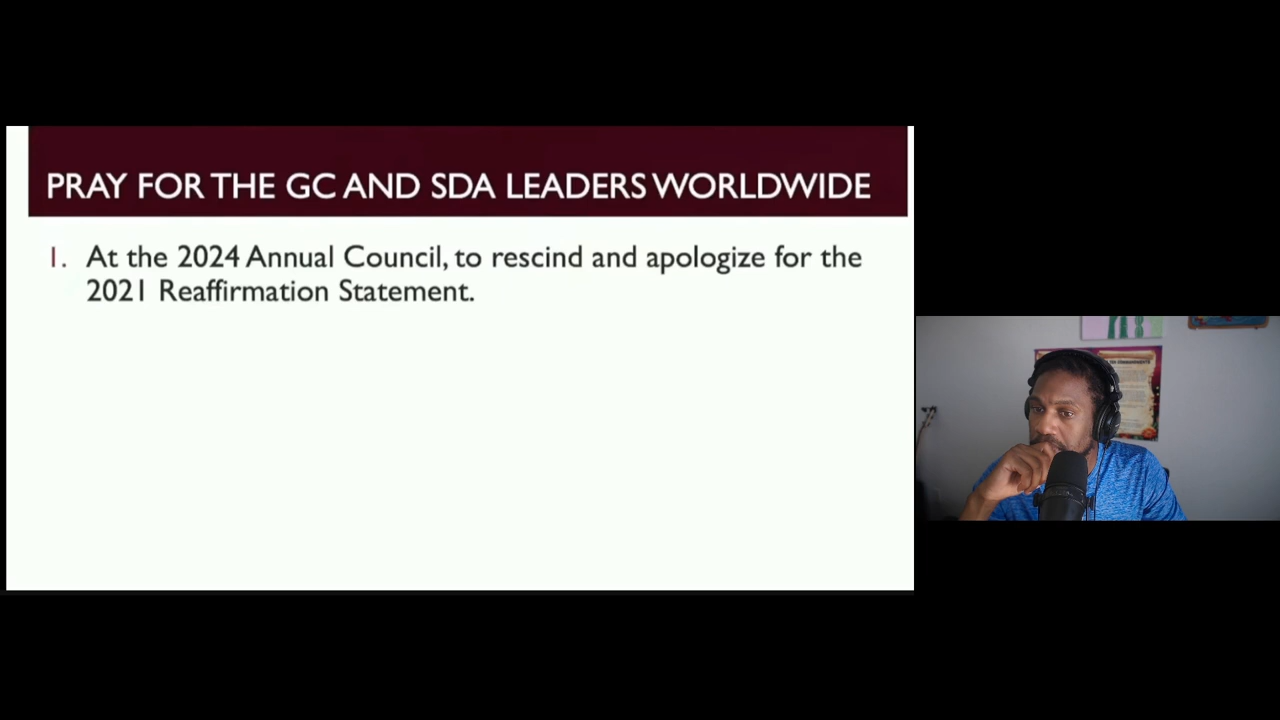 PRAY FOR THE GC AND SDA LEADERS WORLDWIDE
1. At the 2024 Annual Council, to rescind and apologize for the
2021 Reaffirmation Statement.